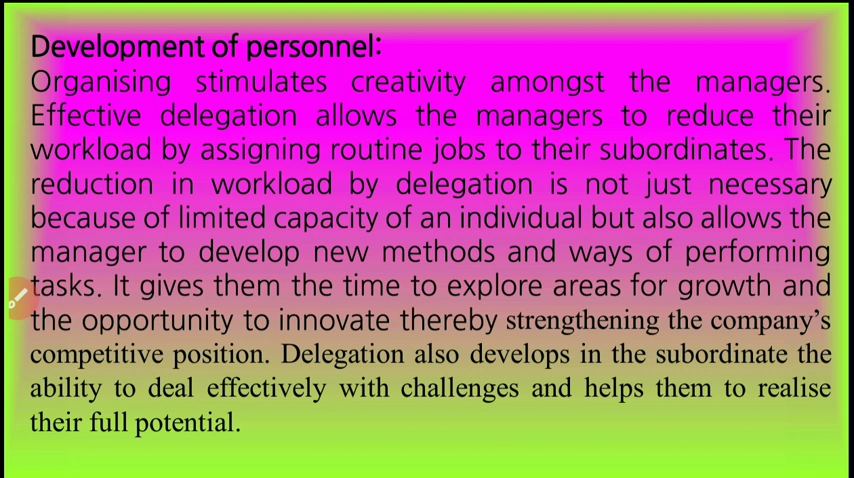 Development of personnel:
Organising stimulates creativity amongst the managers.
Effective delegation allows the managers to reduce their
workload by assigning routine jobs to their subordinates. The
reduction in workload by delegation is not just necessary
because of limited capacity of an individual but also allows the
manager to develop new methods and ways of performing
tasks. It gives them the time to explore areas for growth and
the opportunity to innovate thereby strengthening the company’s
competitive position. Delegation also develops in the subordinate the
ability to deal effectively with challenges and helps them to realise
their full potential.